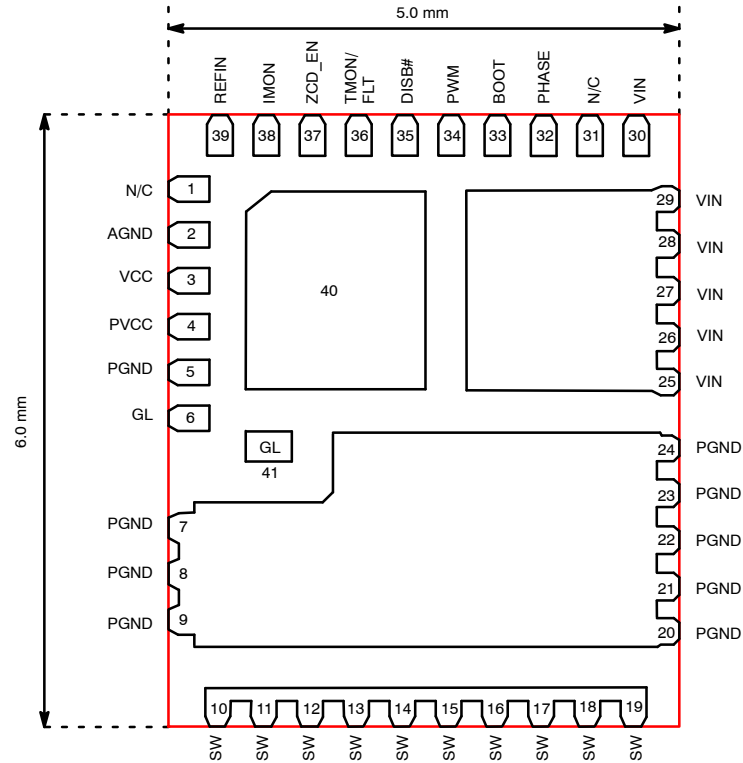 5.0 mm
REFIN
IMON
ZCD_EN
TMON/
FLT
DISB#
PWM
BOOT
PHASE
N/C
VIN
39 38 37 36 35 34 33 32 31 30
6.0 mm
N/C 1
AGND 2
VCC 3
PVCC 4
PGND 5
GL 6
40
29 VIN
28 VIN
27 VIN
26 VIN
25 VIN
GL
41
24 PGND
23 PGND
22 PGND
21 PGND
20 PGND
PGND 7
PGND 8
PGND 9
10 11 12 13 14 15 16 17 18 19
SW SW SW SW SW SW SW SW SW SW